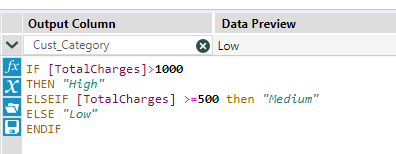 Output Column Data Preview
Cust_Category Low
IF [TotalCharges]>1000
THEN "High"
ELSEIF [TotalCharges] >=500 then "Medium"
ELSE "Low"
ENDIF